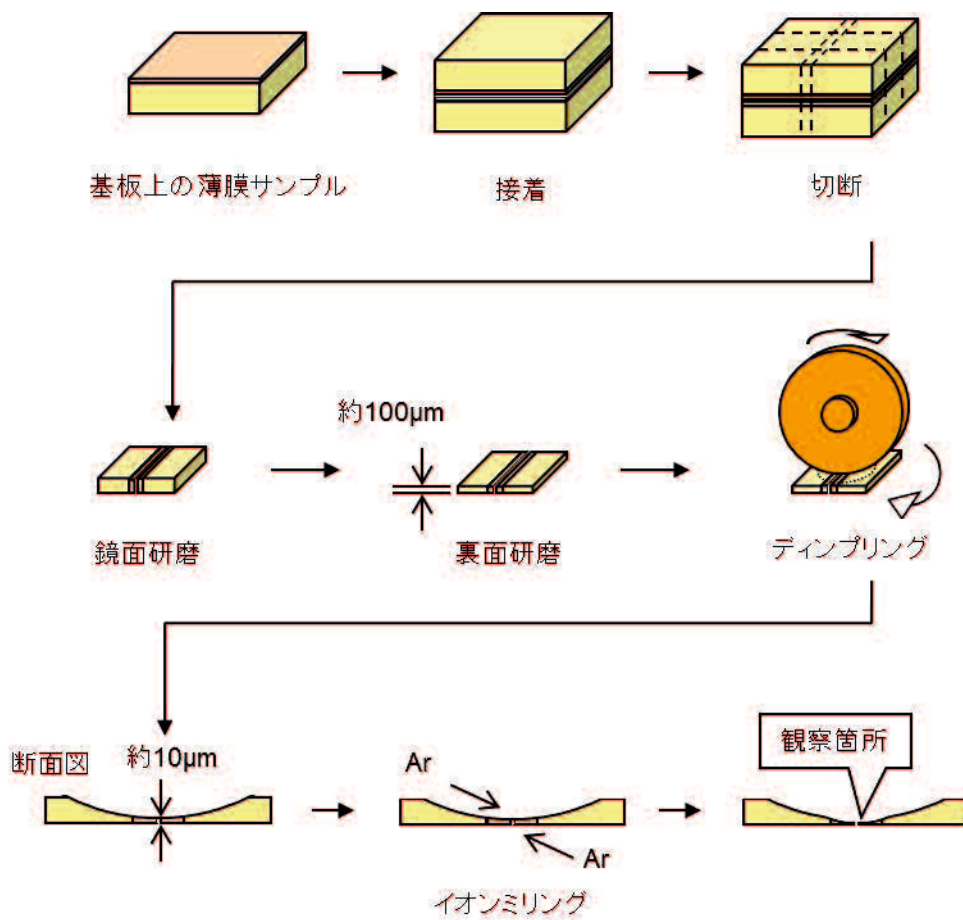 基板上の薄膜サンプル
接着
切断
約100μm
鏡面研磨
裏面研磨
ディンプリング
断面図
約10μm
Ar
Ar
観察箇所
イオンミリング